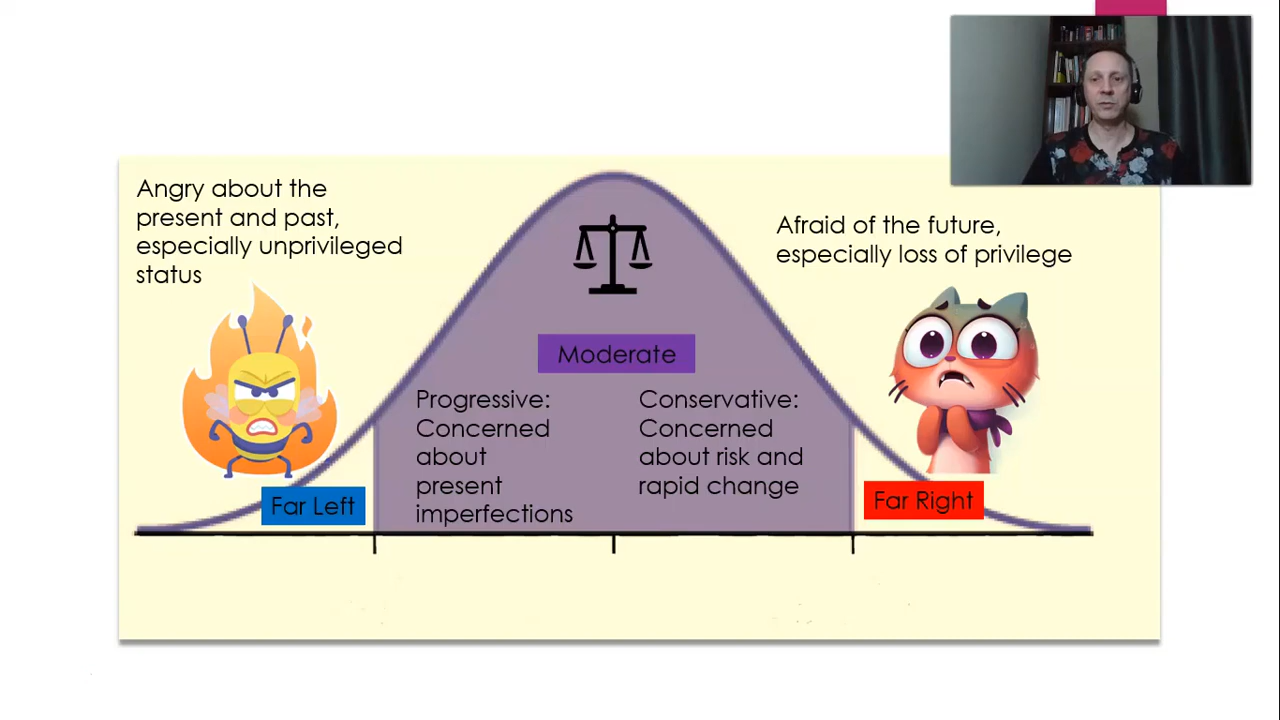 Angry about the
present and past,
especially unprivileged
status
Afraid of the future,
especially loss of privilege
Moderate
Progressive:
Concerned
about
present
imperfections
Conservative:
Concerned
about risk and
rapid change
Far Left
Far Right